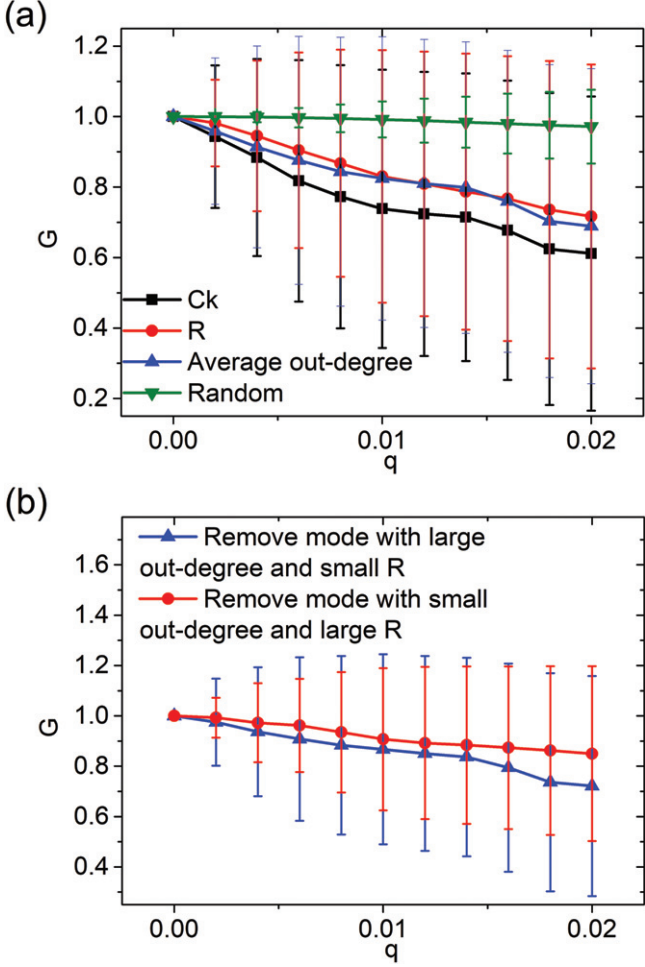 (a)
1.2
1.0
0.8
0.6
0.4
0.2
G
Ck
R
Average out-degree
Random
0.00
0.01
0.02
q
(b)
1.6
1.4
1.2
1.0
0.8
0.6
0.4
G
Remove mode with large
out-degree and small R
Remove mode with small
out-degree and large R
0.00
0.01
0.02
q